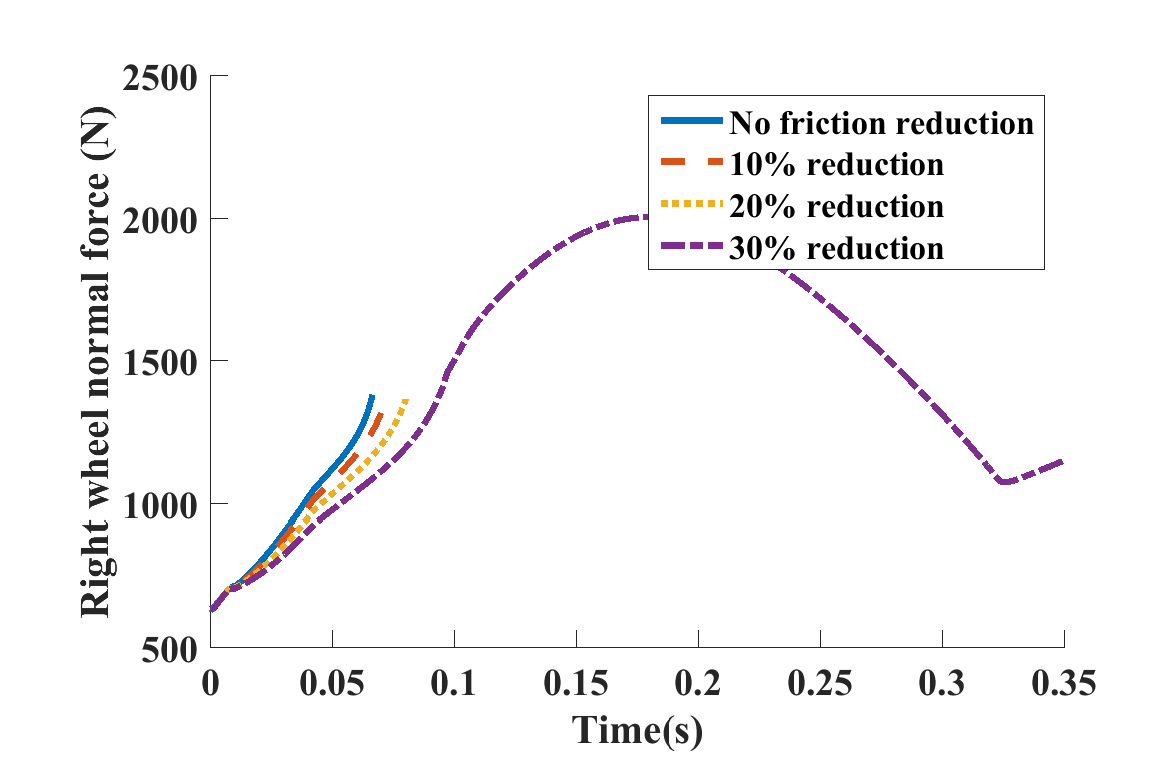 Right wheel normal force (N)
2500
2000
1500
1000
500
No friction reduction
10% reduction
20% reduction
30% reduction
0 0.05 0.1 0.15 0.2 0.25 0.3 0.35
Time(s)